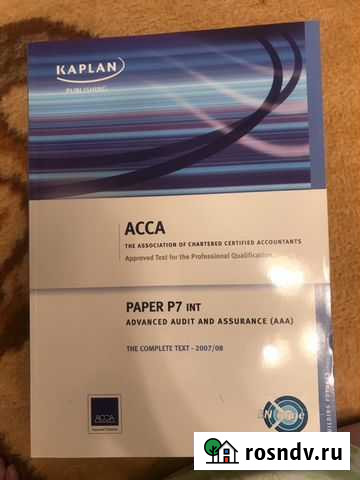 KAPLAN
PUBLISHING
ACCA
THE ASSOCIATION OF CHARTERED CERTIFIED ACCOUNTANTS
Approved Text for the Professional Qualification
PAPER P7 INT
ADVANCED AUDIT AND ASSURANCE (AAA)
THE COMPLETE TEXT - 2007/08
ACCA
rosndv.ru